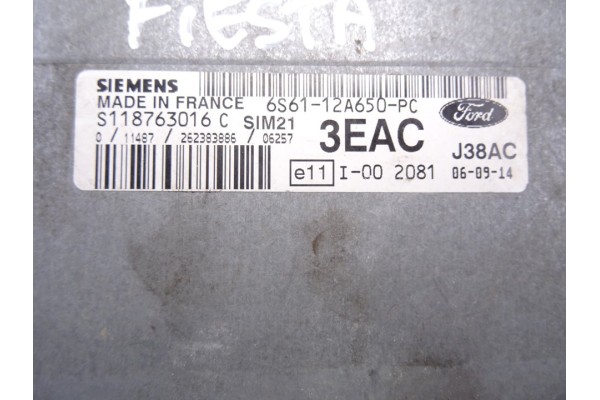 FIESTA
SIEMENS
MADE IN FRANCE 6S61-12A650-PC
S118763016 C SIM21 3EAC Ford
0 / 11487 / 262383886 / 06257 J38AC
e11 I-00 2081 06-09-14